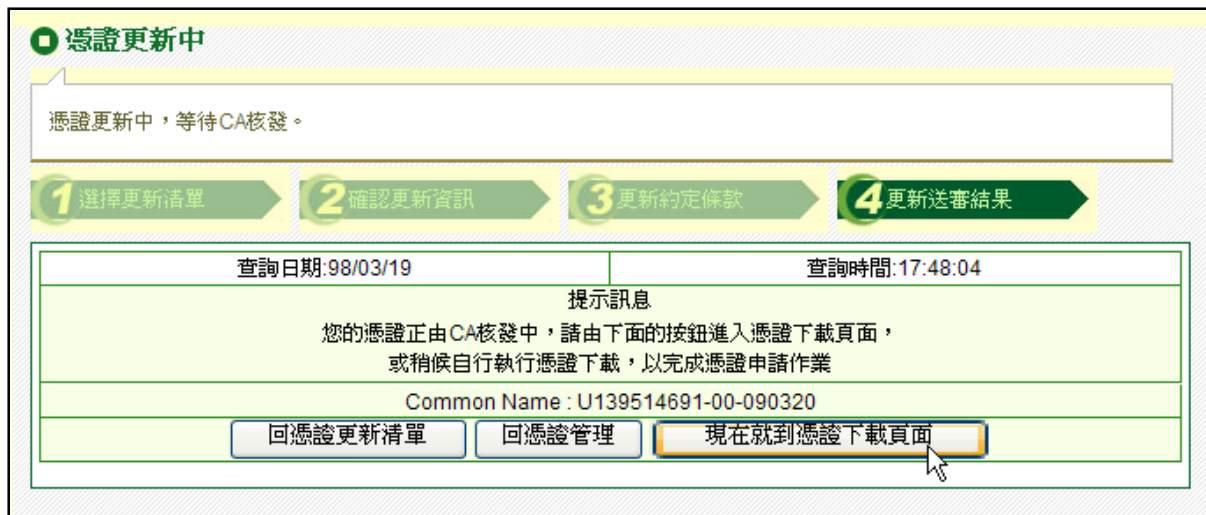 憑證更新中
憑證更新中，等待CA核發。
1 選擇更新清單
2 確認更新資訊
3 更新約定條款
4 更新送審結果
查詢日期:98/03/19
查詢時間:17:48:04
提示訊息
您的憑證正由CA核發中，請由下面的按鈕進入憑證下載頁面，
或稍候自行執行憑證下載，以完成憑證申請作業
Common Name : U139514691-00-090320
回憑證更新清單
回憑證管理
現在就到憑證下載頁面